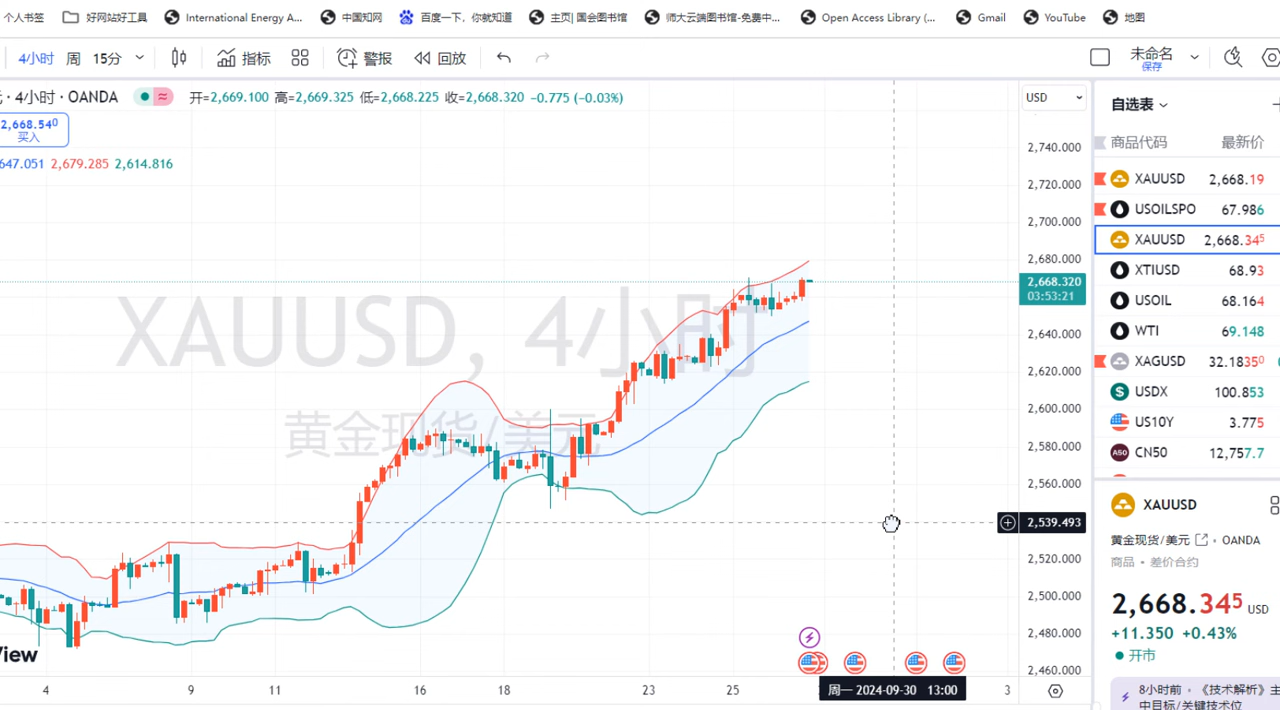 个人书签 好网站好工具 International Energy A... 中国知网 百度一下，你就知道 主页| 国会图书馆 师大云端图书馆-免费中... Open Access Library (... Gmail YouTube 地图
4小时 周 15分 指标 警报 回放 未命名
保存
· 4小时 · OANDA 开=2,669.100 高=2,669.325 低=2,668.225 收=2,668.320 −0.775 (−0.03%)
2,668.540
买入
647.051 2,679.285 2,614.816
XAUUSD, 4小时
黄金现货/美元
USD
2,740.000
2,720.000
2,700.000
2,680.000
2,668.320
03:53:21
2,640.000
2,620.000
2,600.000
2,580.000
2,560.000
2,539.493
2,520.000
2,500.000
2,480.000
2,460.000
View
4 9 11 16 18 23 25 周一 2024-09-30 13:00 3
自选表
商品代码 最新价
XAUUSD 2,668.19
USOILSPO 67.986
XAUUSD 2,668.345
XTIUSD 68.93
USOIL 68.164
WTI 69.148
XAGUSD 32.18350
USDX 100.853
US10Y 3.775
A50 CN50 12,757.7
XAUUSD
黄金现货/美元 · OANDA
商品 · 差价合约
2,668.345 USD
+11.350 +0.43%
开市
8小时前 · 《技术解析》主
中目标/关键技术位